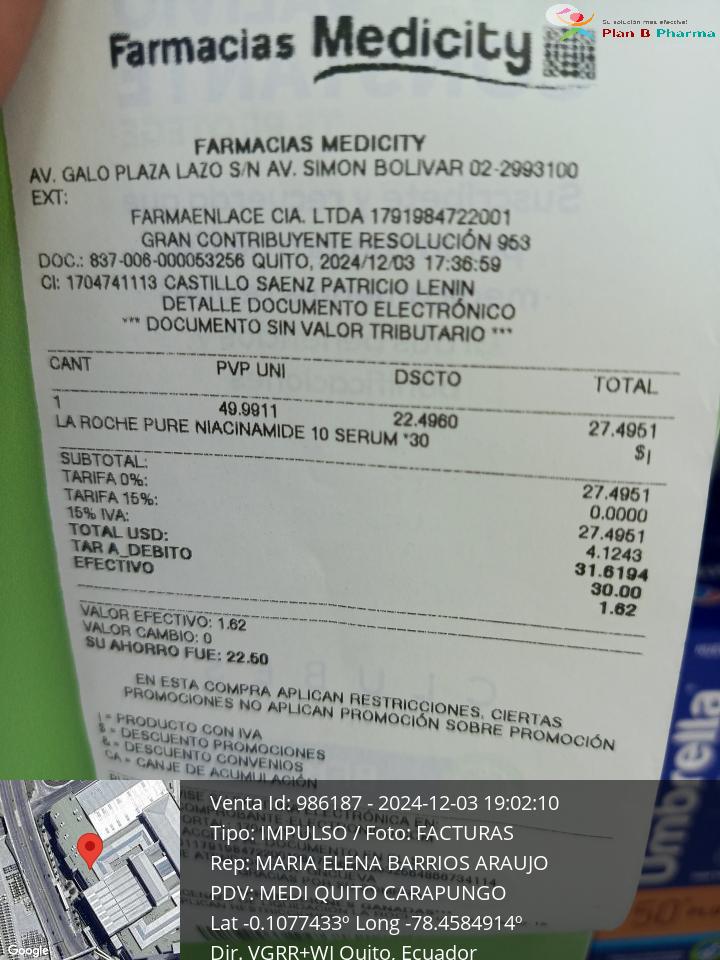 Su solución más efectiva!
Plan B Pharma
Farmacias Medicity
FARMACIAS MEDICITY
AV. GALO PLAZA LAZO S/N AV. SIMON BOLIVAR 02-2993100
EXT:
FARMAENLACE CIA. LTDA 1791984722001
GRAN CONTRIBUYENTE RESOLUCIÓN 953
DOC.: 837-006-000053256 QUITO, 2024/12/03 17:36:59
CI: 1704741113 CASTILLO SAENZ PATRICIO LENIN
DETALLE DOCUMENTO ELECTRÓNICO
*** DOCUMENTO SIN VALOR TRIBUTARIO ***
CANT PVP UNI DSCTO TOTAL
1 49.9911 22.4960 27.4951
LA ROCHE PURE NIACINAMIDE 10 SERUM *30 $|
SUBTOTAL: 27.4951
TARIFA 0%: 0.0000
TARIFA 15%: 27.4951
15% IVA: 4.1243
TOTAL USD: 31.6194
TAR A_DEBITO 30.00
EFECTIVO 1.62
VALOR EFECTIVO: 1.62
VALOR CAMBIO: 0
SU AHORRO FUE: 22.50
EN ESTA COMPRA APLICAN RESTRICCIONES, CIERTAS
PROMOCIONES NO APLICAN PROMOCIÓN SOBRE PROMOCIÓN
| = PRODUCTO CON IVA
$ = DESCUENTO PROMOCIONES
& = DESCUENTO CONVENIOS
CA = CANJE DE ACUMULACIÓN
Umbrella
Venta Id: 986187 - 2024-12-03 19:02:10
Tipo: IMPULSO / Foto: FACTURAS
Rep: MARIA ELENA BARRIOS ARAUJO
PDV: MEDI QUITO CARAPUNGO
Lat -0.1077433º Long -78.4584914º
Dir. VGRR+WJ Quito, Ecuador
Google